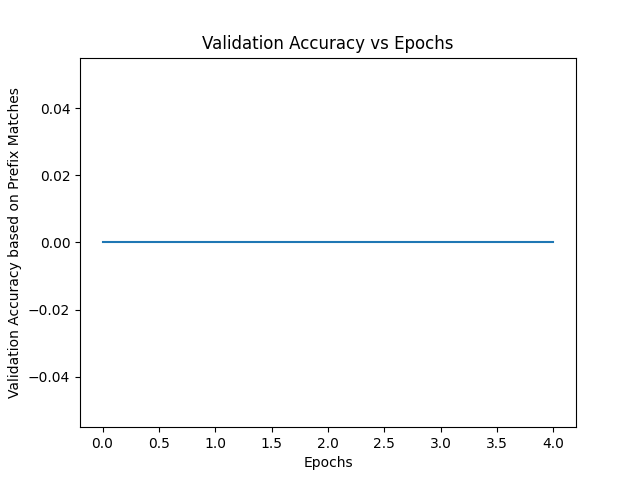 Validation Accuracy vs Epochs
Validation Accuracy based on Prefix Matches
0.04
0.02
0.00
−0.02
−0.04
0.0 0.5 1.0 1.5 2.0 2.5 3.0 3.5 4.0
Epochs